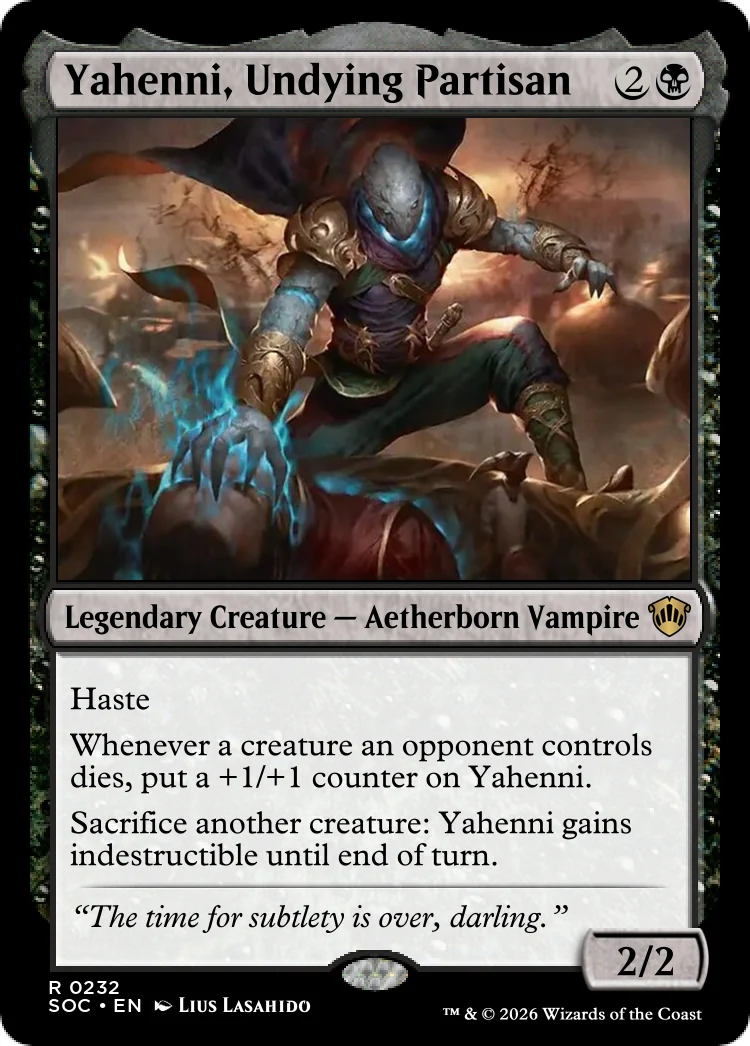 Yahenni, Undying Partisan 2
Legendary Creature — Aetherborn Vampire
Haste
Whenever a creature an opponent controls
dies, put a +1/+1 counter on Yahenni.
Sacrifice another creature: Yahenni gains
indestructible until end of turn.
“The time for subtlety is over, darling.”
2/2
R 0232
SOC • EN Lius Lasahido
™ & © 2026 Wizards of the Coast